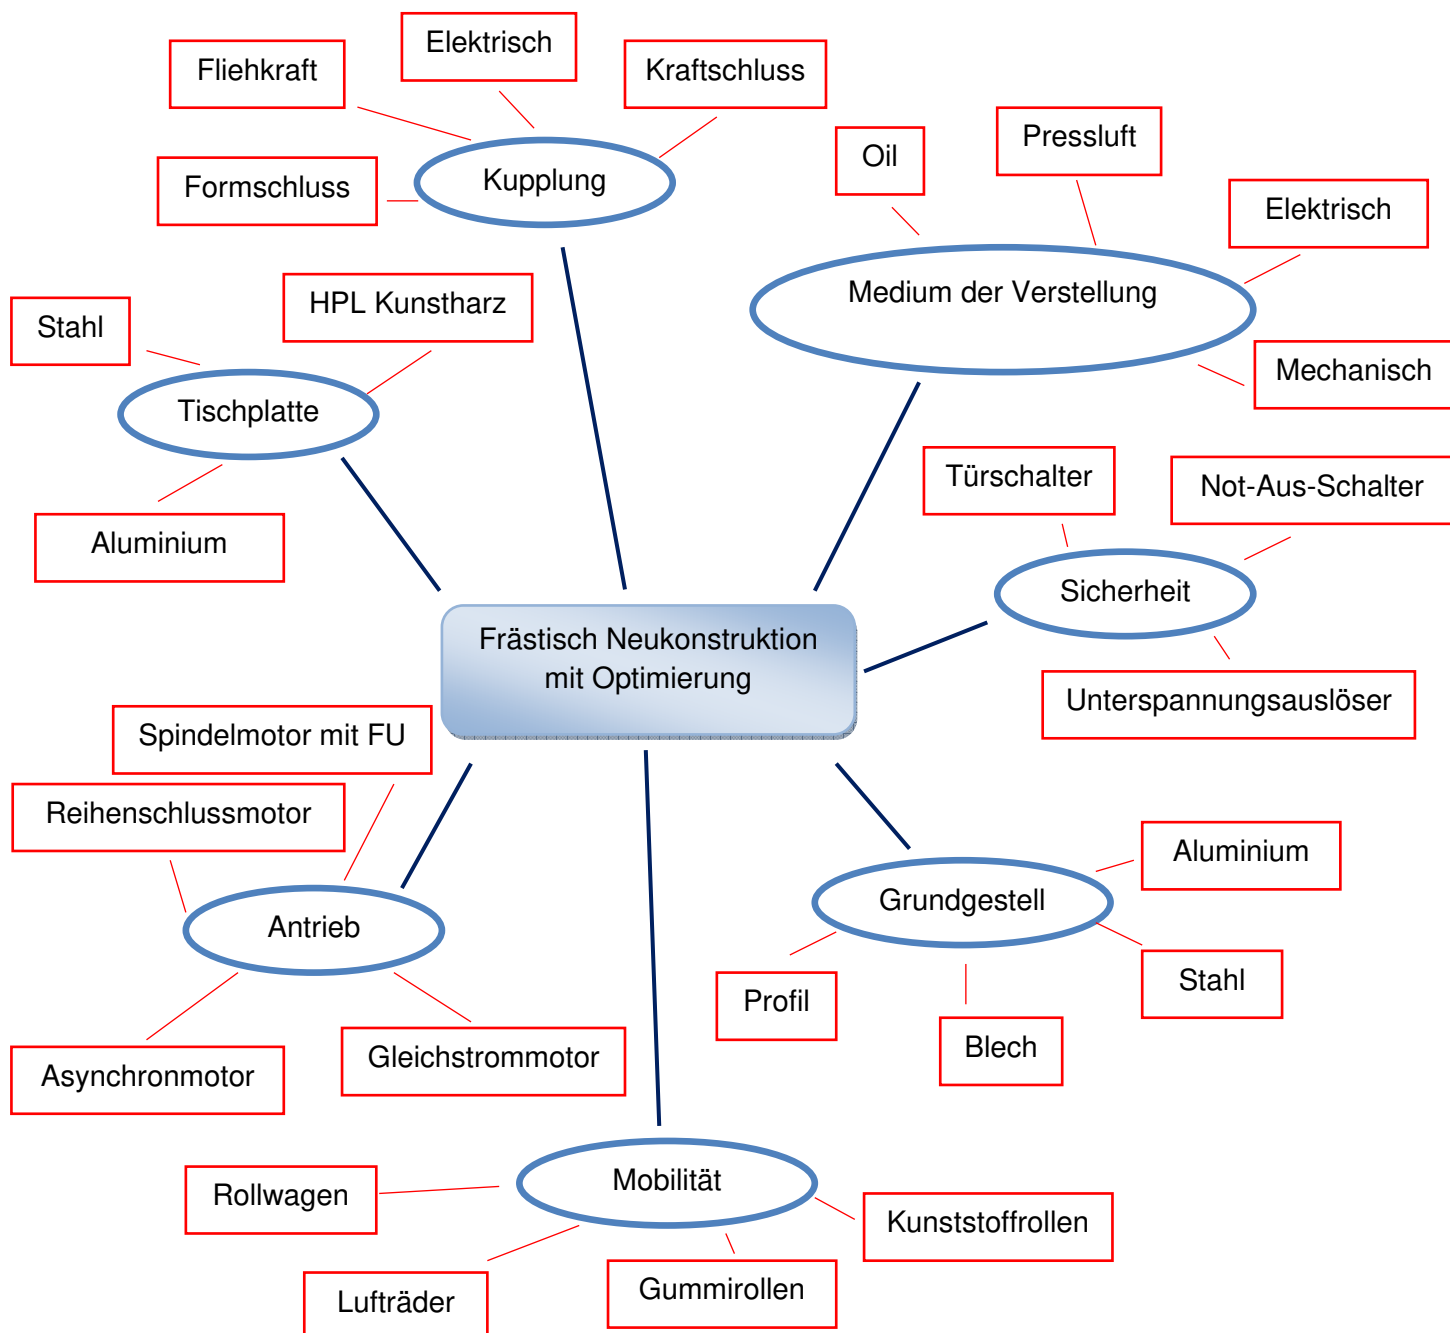 Elektrisch
Fliehkraft
Kraftschluss
Formschluss
Kupplung
Oil
Pressluft
Elektrisch
Medium der Verstellung
Mechanisch
HPL Kunstharz
Stahl
Tischplatte
Aluminium
Türschalter
Not-Aus-Schalter
Sicherheit
Unterspannungsauslöser
Frästisch Neukonstruktion
mit Optimierung
Spindelmotor mit FU
Reihenschlussmotor
Antrieb
Asynchronmotor
Gleichstrommotor
Aluminium
Grundgestell
Stahl
Profil
Blech
Mobilität
Rollwagen
Kunststoffrollen
Lufträder
Gummirollen